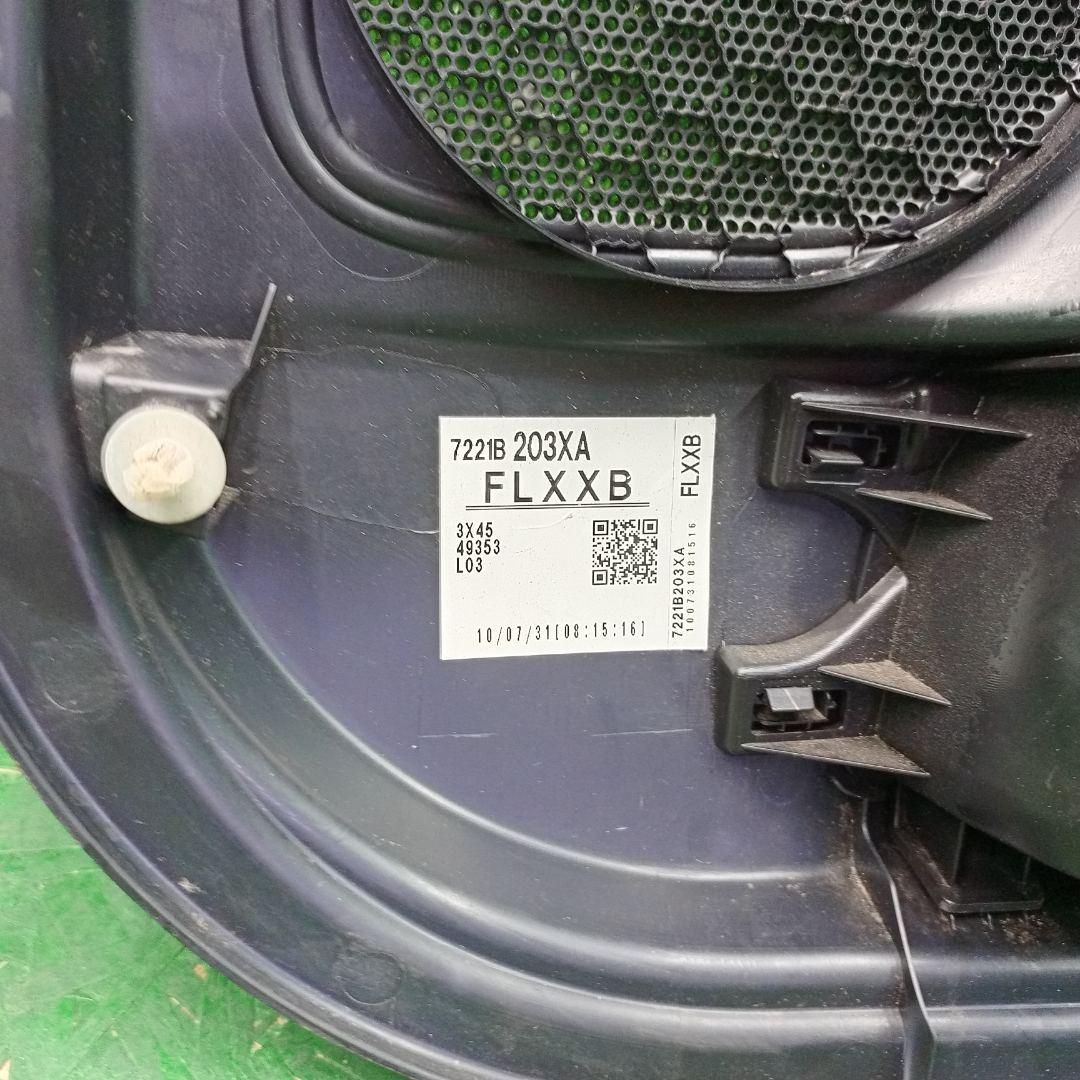 7221B 203XA
FLXXB
3X45
49353
L03
10/07/31[08:15:16]
FLXXB
7221B203XA
100731081516